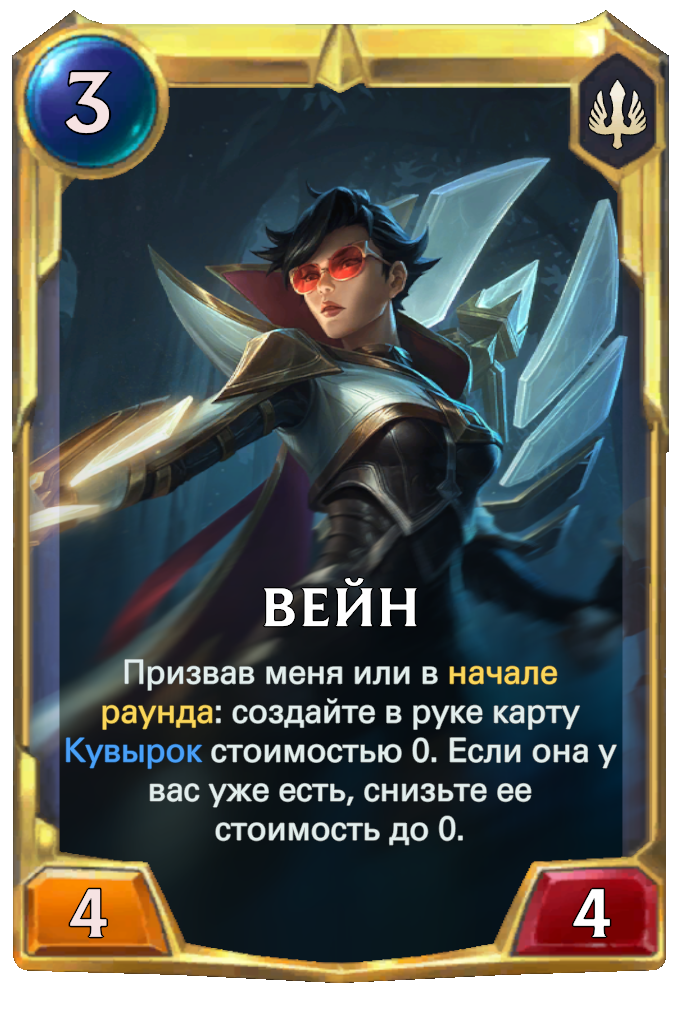 3
ВЕЙН
Призвав меня или в начале
раунда: создайте в руке карту
Кувырок стоимостью 0. Если она у
вас уже есть, снизьте ее
стоимость до 0.
4
4